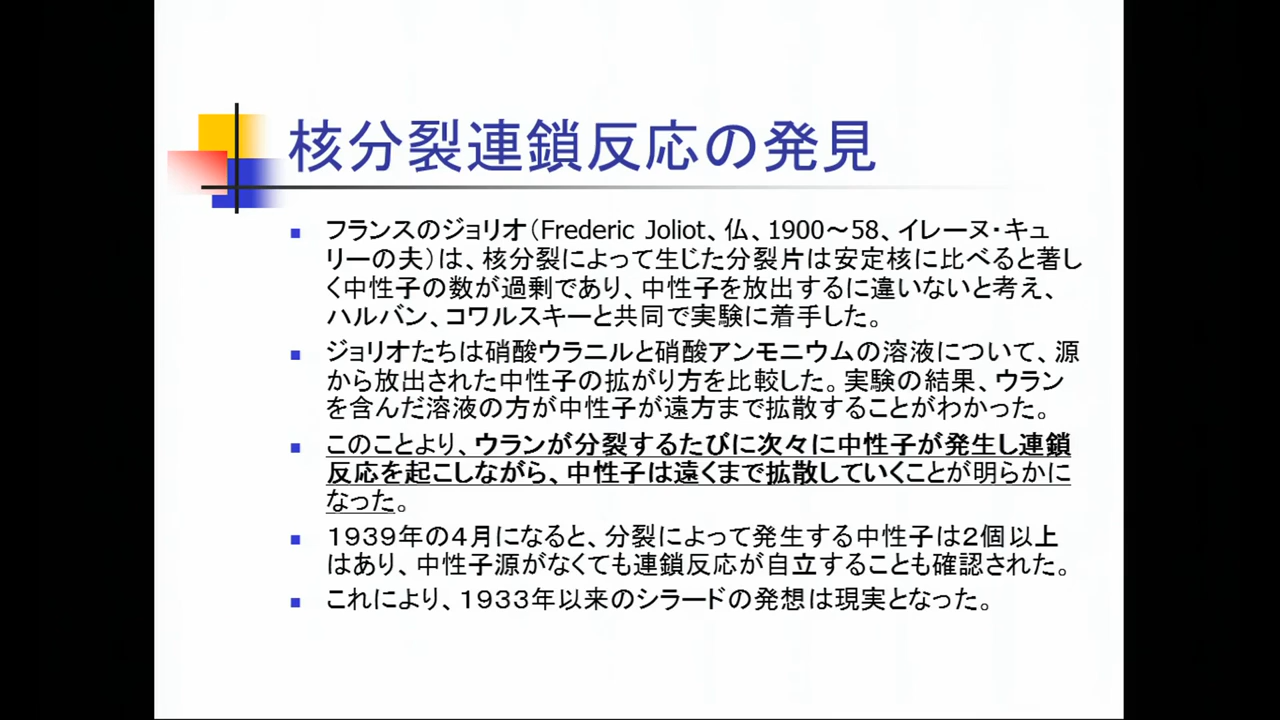 核分裂連鎖反応の発見
フランスのジョリオ（Frederic Joliot、仏、1900～58、イレーヌ・キュ
リーの夫）は、核分裂によって生じた分裂片は安定核に比べると著し
く中性子の数が過剰であり、中性子を放出するに違いないと考え、
ハルバン、コワルスキーと共同で実験に着手した。
ジョリオたちは硝酸ウラニルと硝酸アンモニウムの溶液について、源
から放出された中性子の拡がり方を比較した。実験の結果、ウラン
を含んだ溶液の方が中性子が遠方まで拡散することがわかった。
このことより、ウランが分裂するたびに次々に中性子が発生し連鎖
反応を起こしながら、中性子は遠くまで拡散していくことが明らかに
なった。
１９３９年の４月になると、分裂によって発生する中性子は２個以上
はあり、中性子源がなくても連鎖反応が自立することも確認された。
これにより、１９３３年以来のシラードの発想は現実となった。